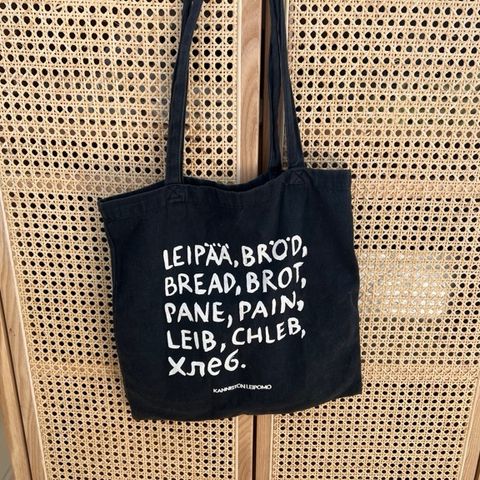 LEIPÄÄ, BRÖD,
BREAD, BROT,
PANE, PAIN,
LEIB, CHLEB,
Хлеб.
KANNISTON LEIPOMO